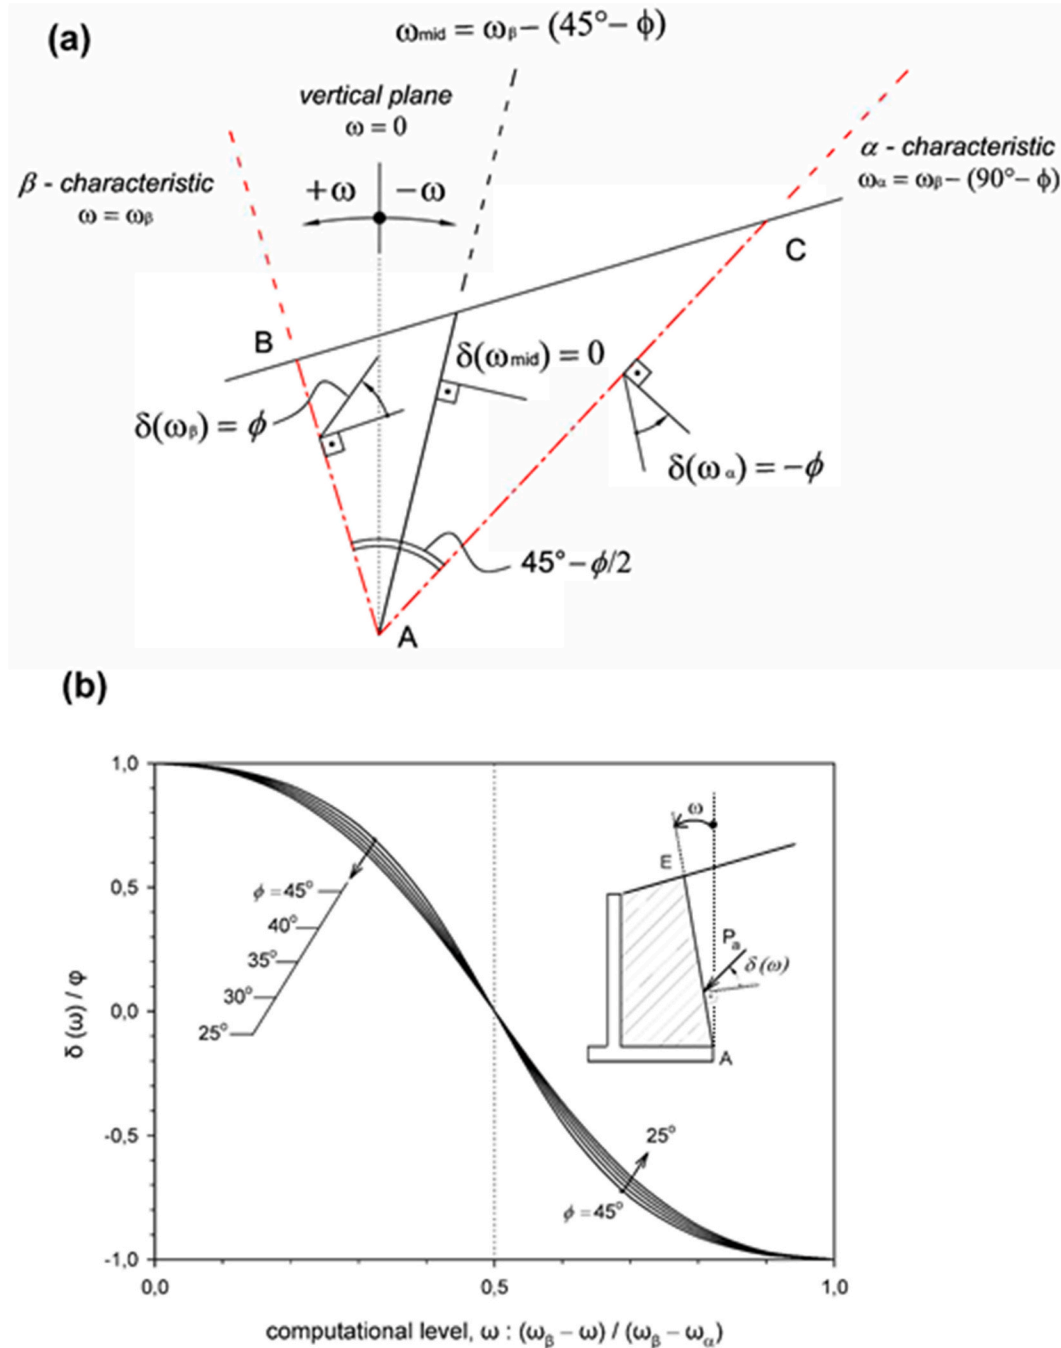 (a)
ωmid = ωβ − (45° − ϕ)
vertical plane
ω = 0
β - characteristic
ω = ωβ
+ω
−ω
α - characteristic
ωα = ωβ − (90° − ϕ)
C
B
δ(ωmid) = 0
δ(ωβ) = ϕ
δ(ωα) = −ϕ
45° − ϕ/2
A
(b)
1,0
0,5
0,0
-0,5
-1,0
δ (ω) / φ
ϕ = 45°
40°
35°
30°
25°
ω
E
Pa
δ(ω)
A
25°
ϕ = 45°
0,0
0,5
1,0
computational level, ω : (ωβ − ω) / (ωβ − ωα)